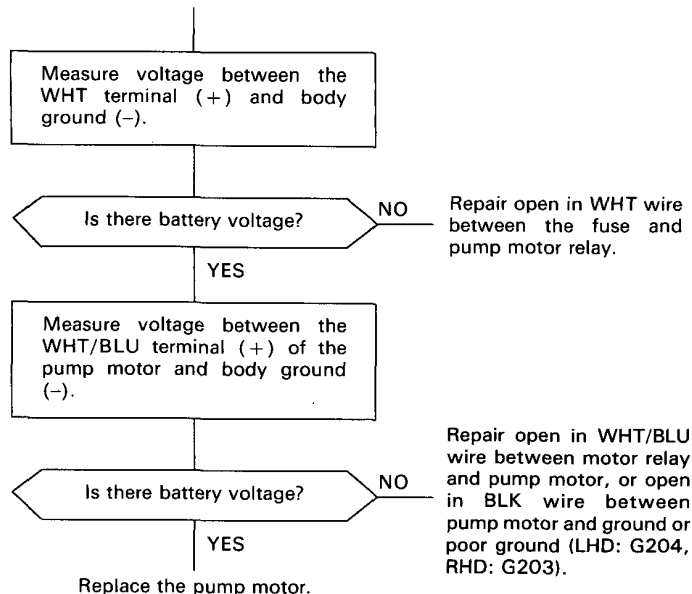 Measure voltage between the
WHT terminal (+) and body
ground (–).
Is there battery voltage?
NO
Repair open in WHT wire
between the fuse and
pump motor relay.
YES
Measure voltage between the
WHT/BLU terminal (+) of the
pump motor and body ground
(–).
Is there battery voltage?
NO
Repair open in WHT/BLU
wire between motor relay
and pump motor, or open
in BLK wire between
pump motor and ground or
poor ground (LHD: G204,
RHD: G203).
YES
Replace the pump motor.